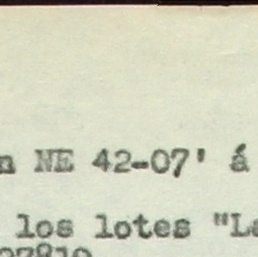 n NE 42-07' á
los lotes "La